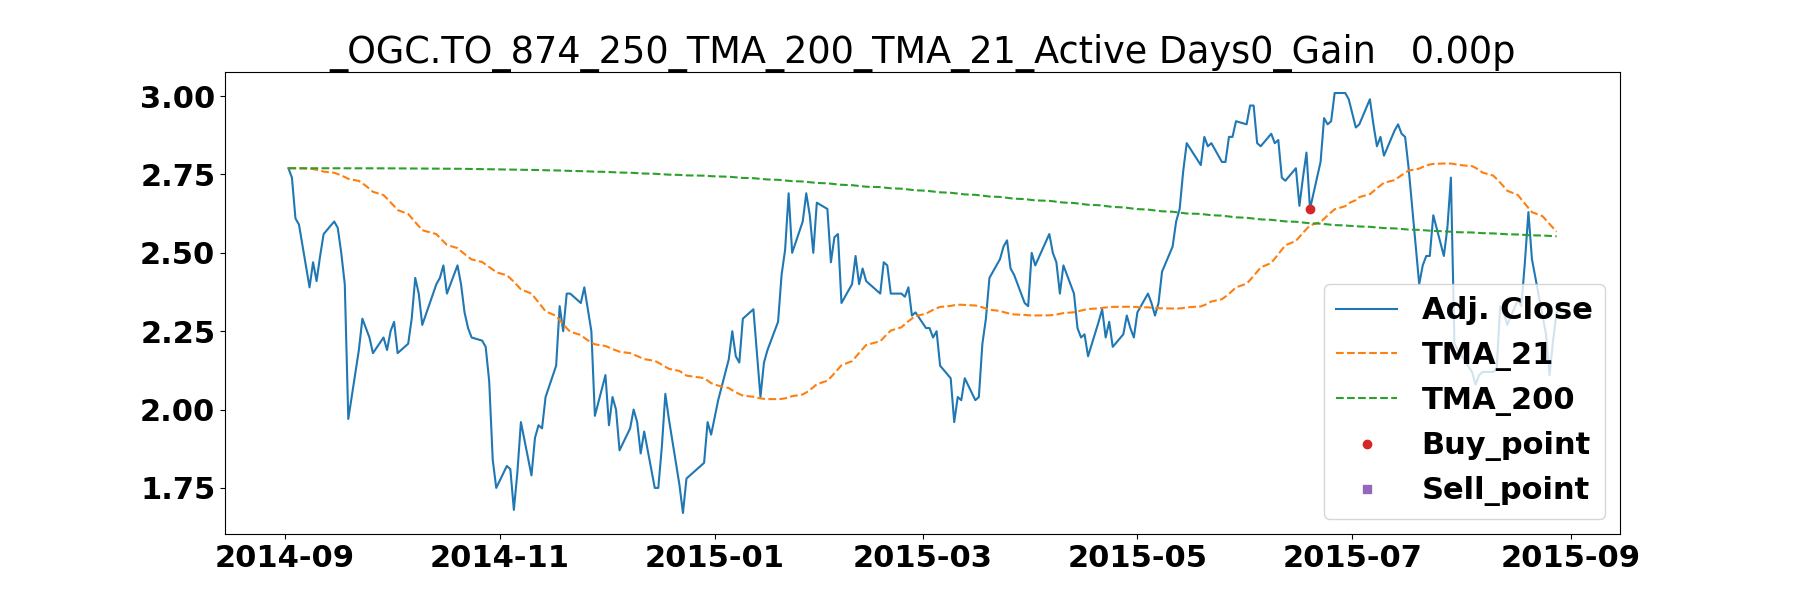 _OGC.TO_874_250_TMA_200_TMA_21_Active Days0_Gain   0.00p
3.00
2.75
2.50
2.25
2.00
1.75
Adj. Close
TMA_21
TMA_200
Buy_point
Sell_point
2014-09 2014-11 2015-01 2015-03 2015-05 2015-07 2015-09